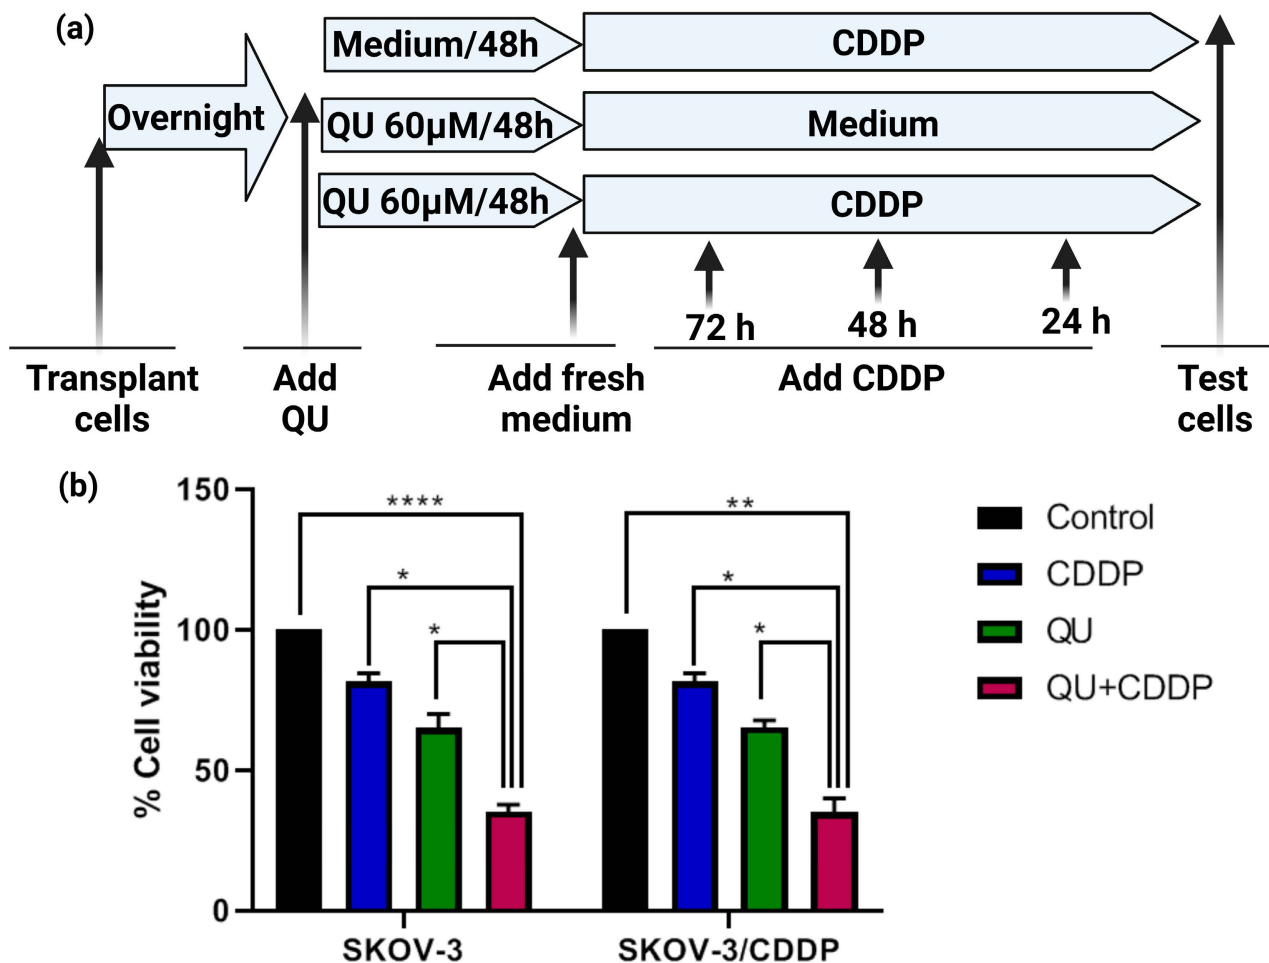 (a)
Medium/48h
CDDP
Overnight
QU 60µM/48h
Medium
QU 60µM/48h
CDDP
72 h
48 h
24 h
Transplant
cells
Add
QU
Add fresh
medium
Add CDDP
Test
cells
(b)
% Cell viability
150
100
50
0
****
*
*
**
*
*
SKOV-3
SKOV-3/CDDP
Control
CDDP
QU
QU+CDDP